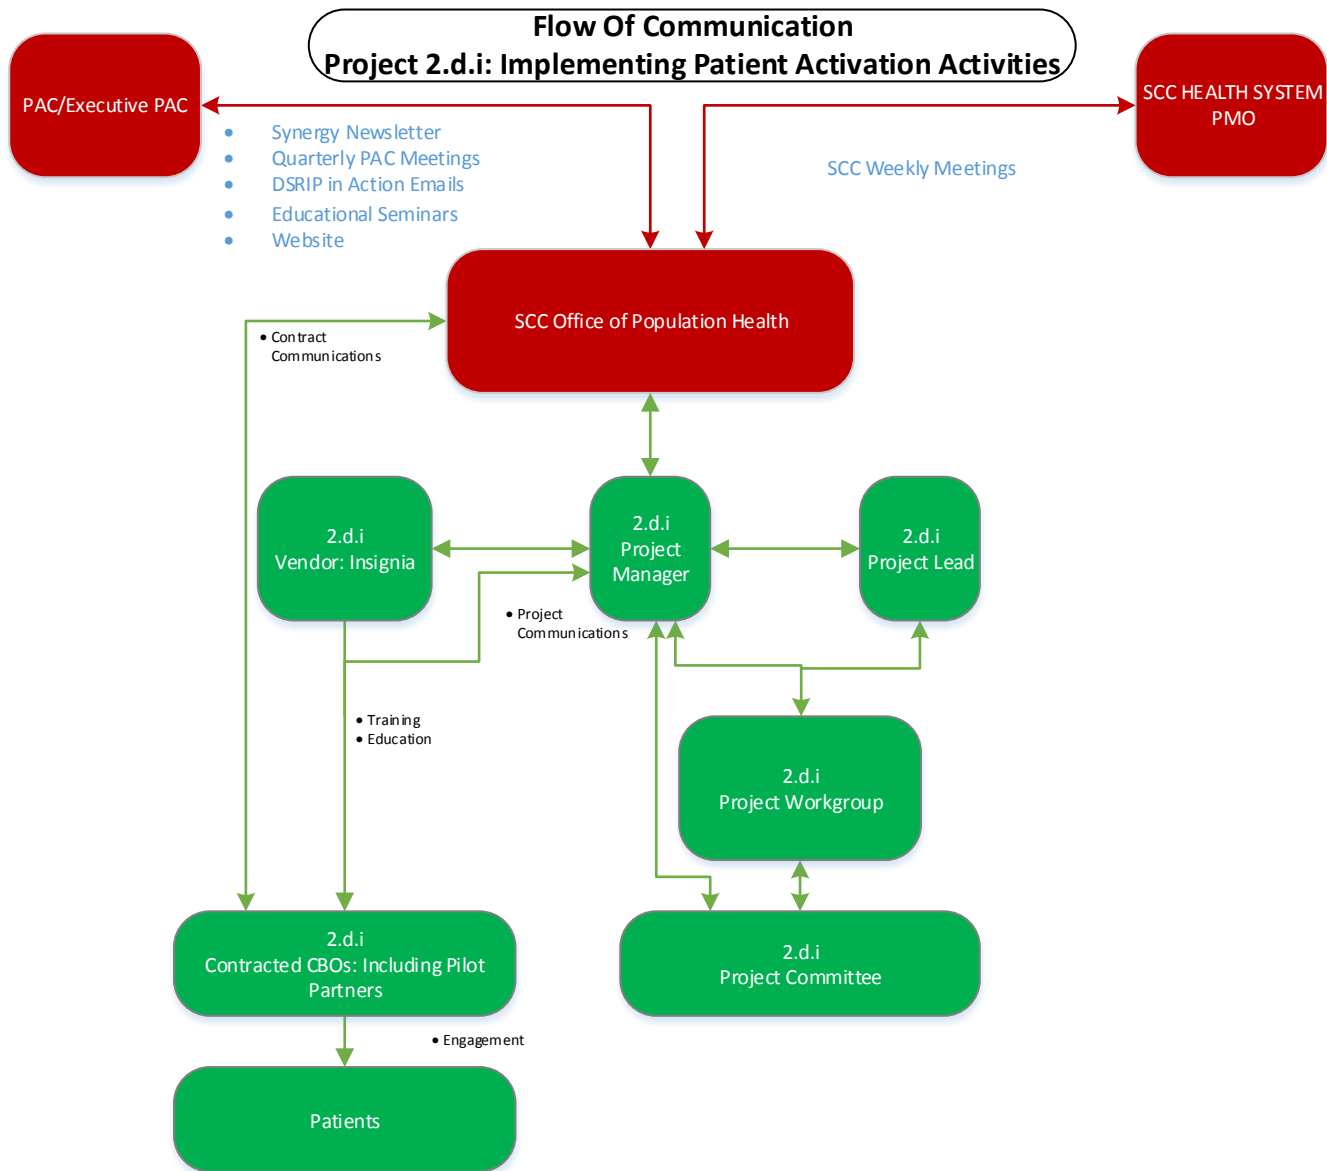 Flow Of Communication
Project 2.d.i: Implementing Patient Activation Activities
PAC/Executive PAC
SCC HEALTH SYSTEM
PMO
• Synergy Newsletter
• Quarterly PAC Meetings
• DSRIP in Action Emails
• Educational Seminars
• Website
SCC Weekly Meetings
SCC Office of Population Health
• Contract
Communications
2.d.i
Vendor: Insignia
2.d.i
Project
Manager
2.d.i
Project Lead
• Project
Communications
• Training
• Education
2.d.i
Project Workgroup
2.d.i
Contracted CBOs: Including Pilot
Partners
2.d.i
Project Committee
• Engagement
Patients